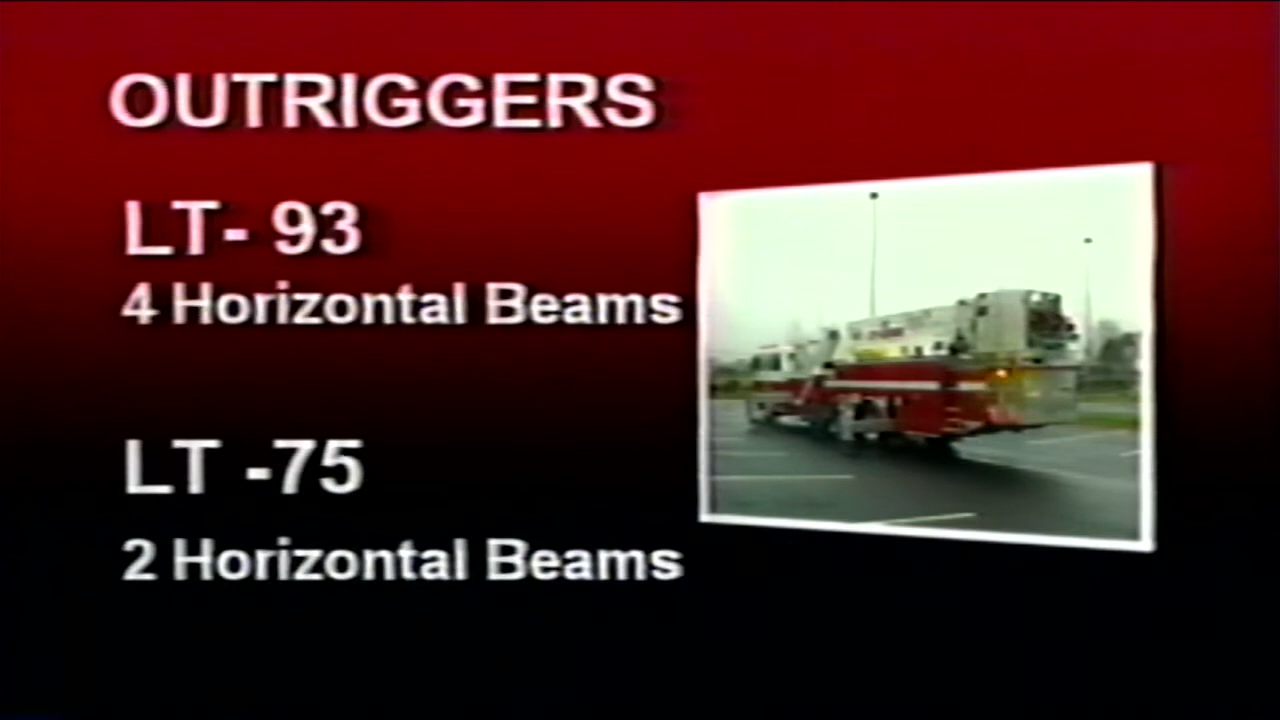 OUTRIGGERS
LT- 93
4 Horizontal Beams
LT -75
2 Horizontal Beams